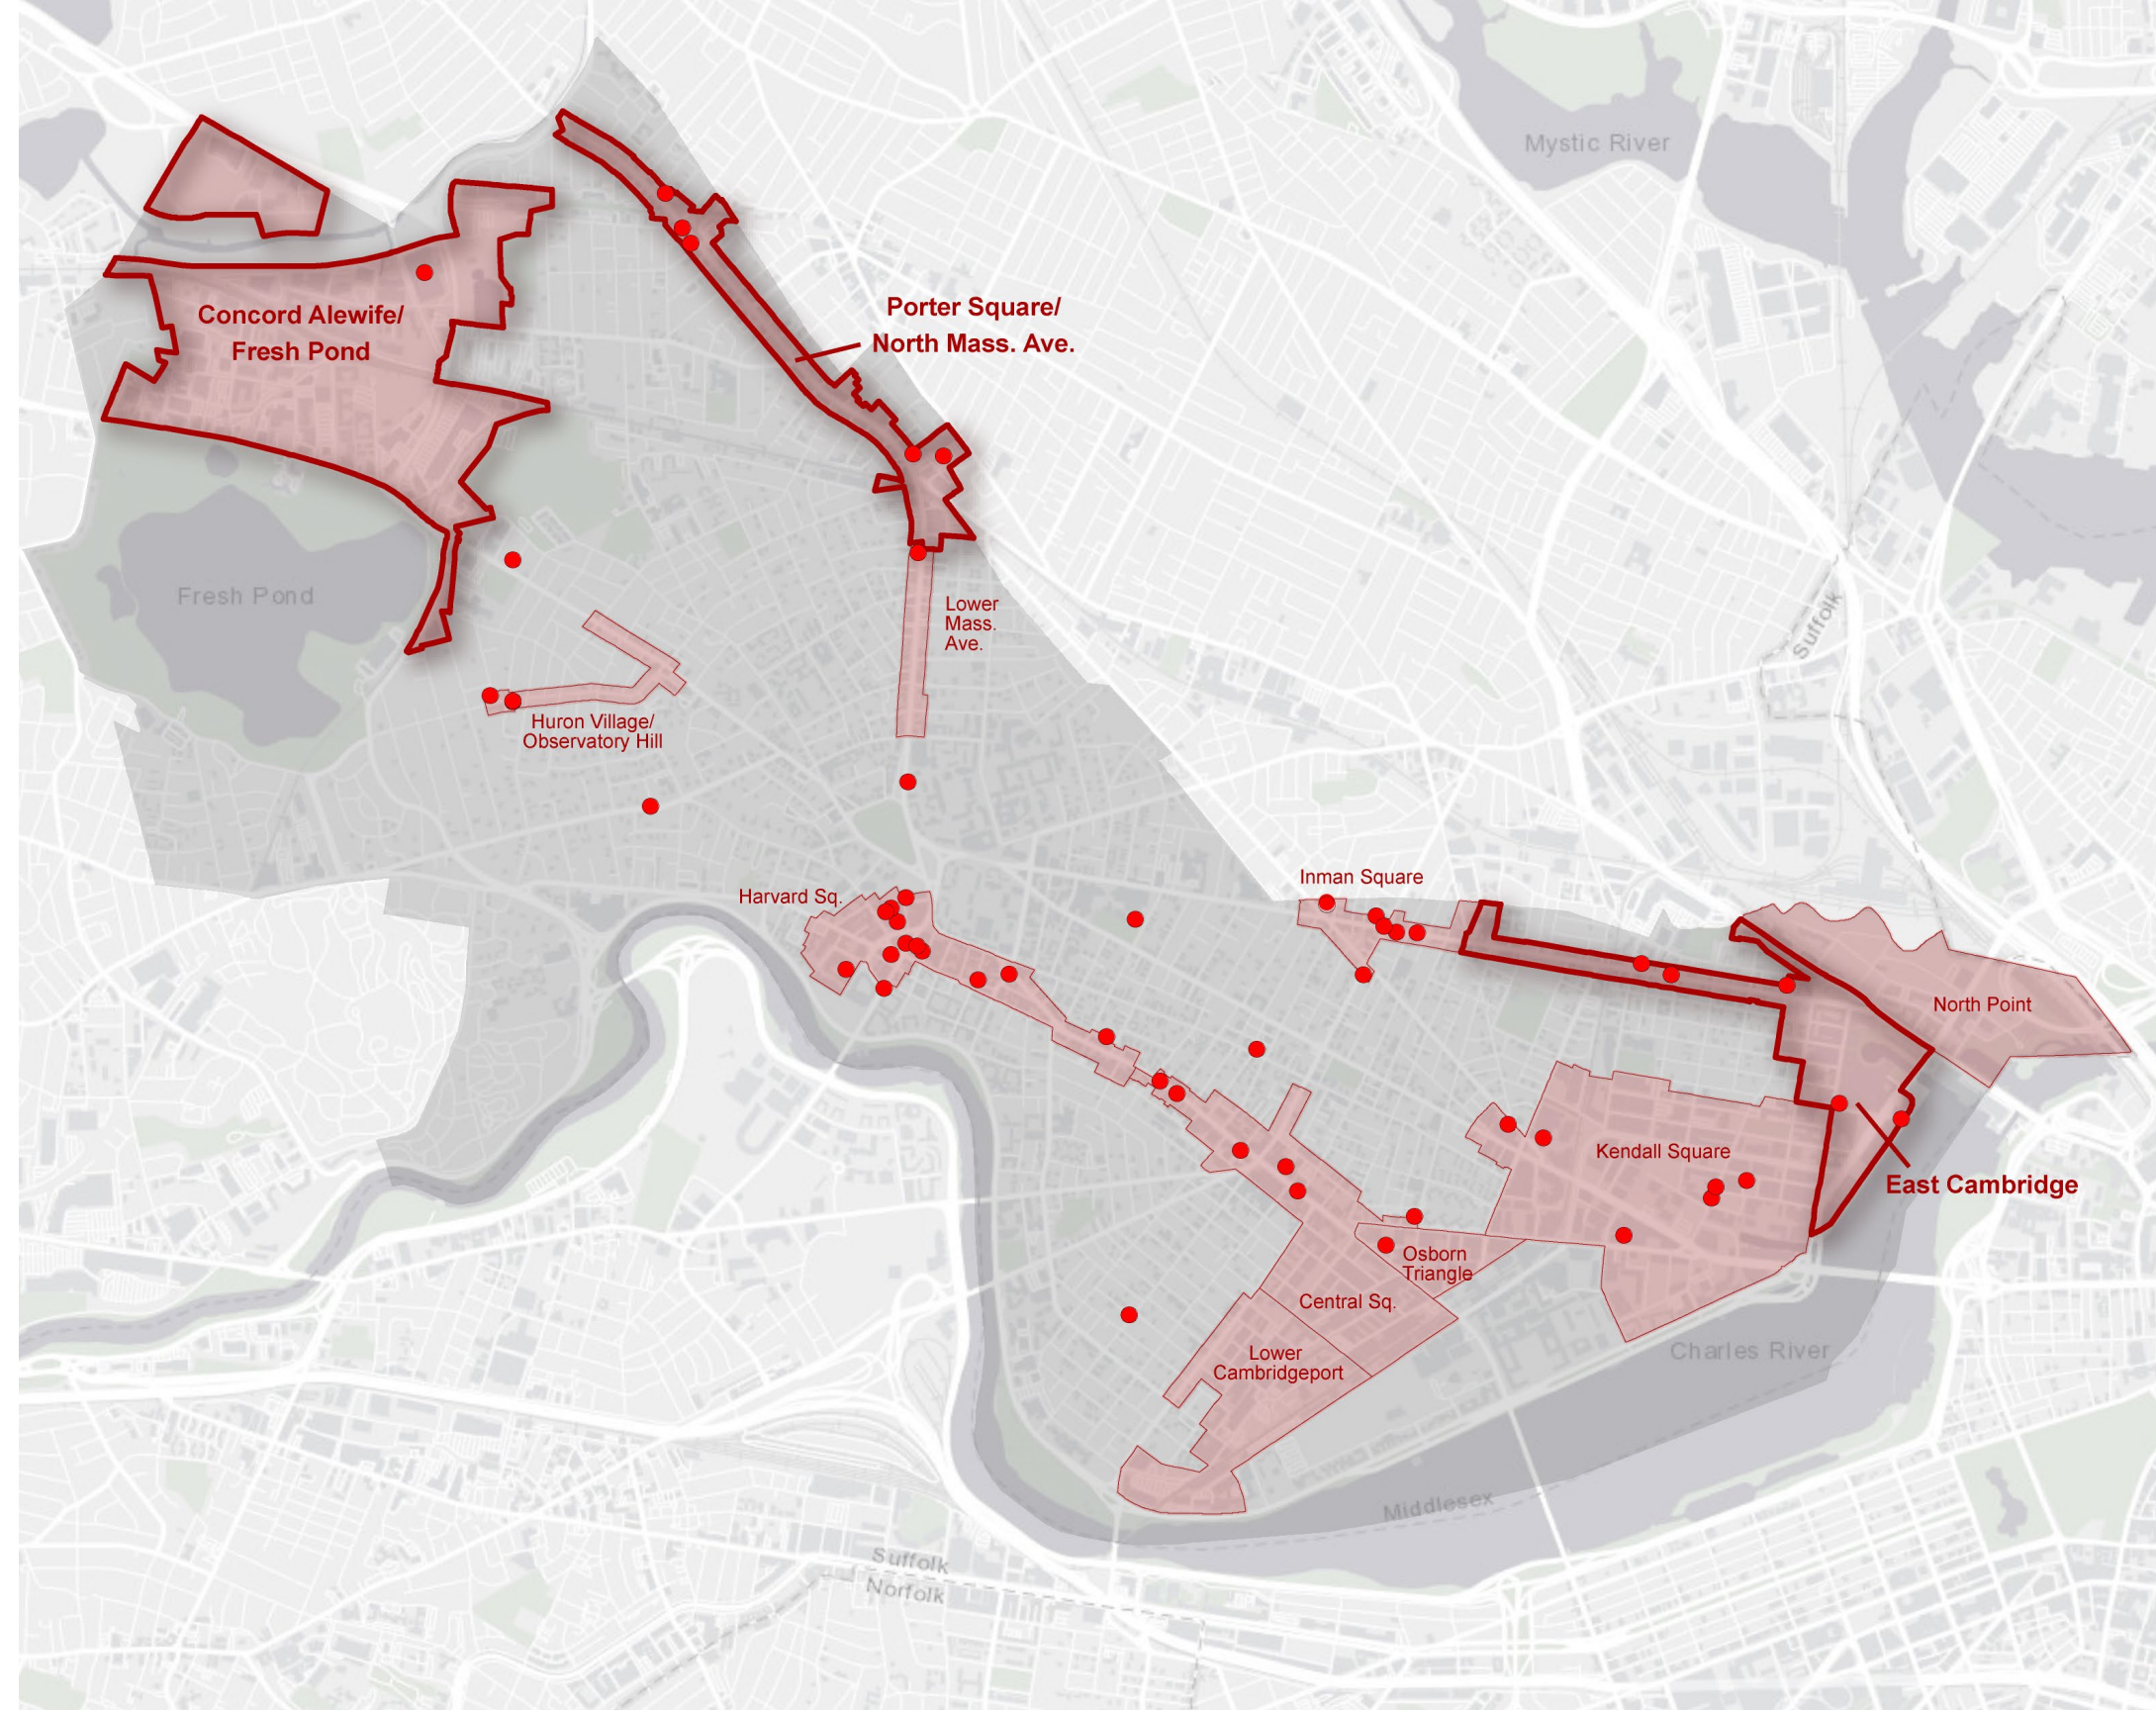 Mystic River
Concord Alewife/
Fresh Pond
Porter Square/
North Mass. Ave.
Fresh Pond
Lower
Mass.
Ave.
Suffolk
Huron Village/
Observatory Hill
Harvard Sq.
Inman Square
North Point
Kendall Square
East Cambridge
Osborn
Triangle
Central Sq.
Lower
Cambridgeport
Charles River
Middlesex
Suffolk
Norfolk